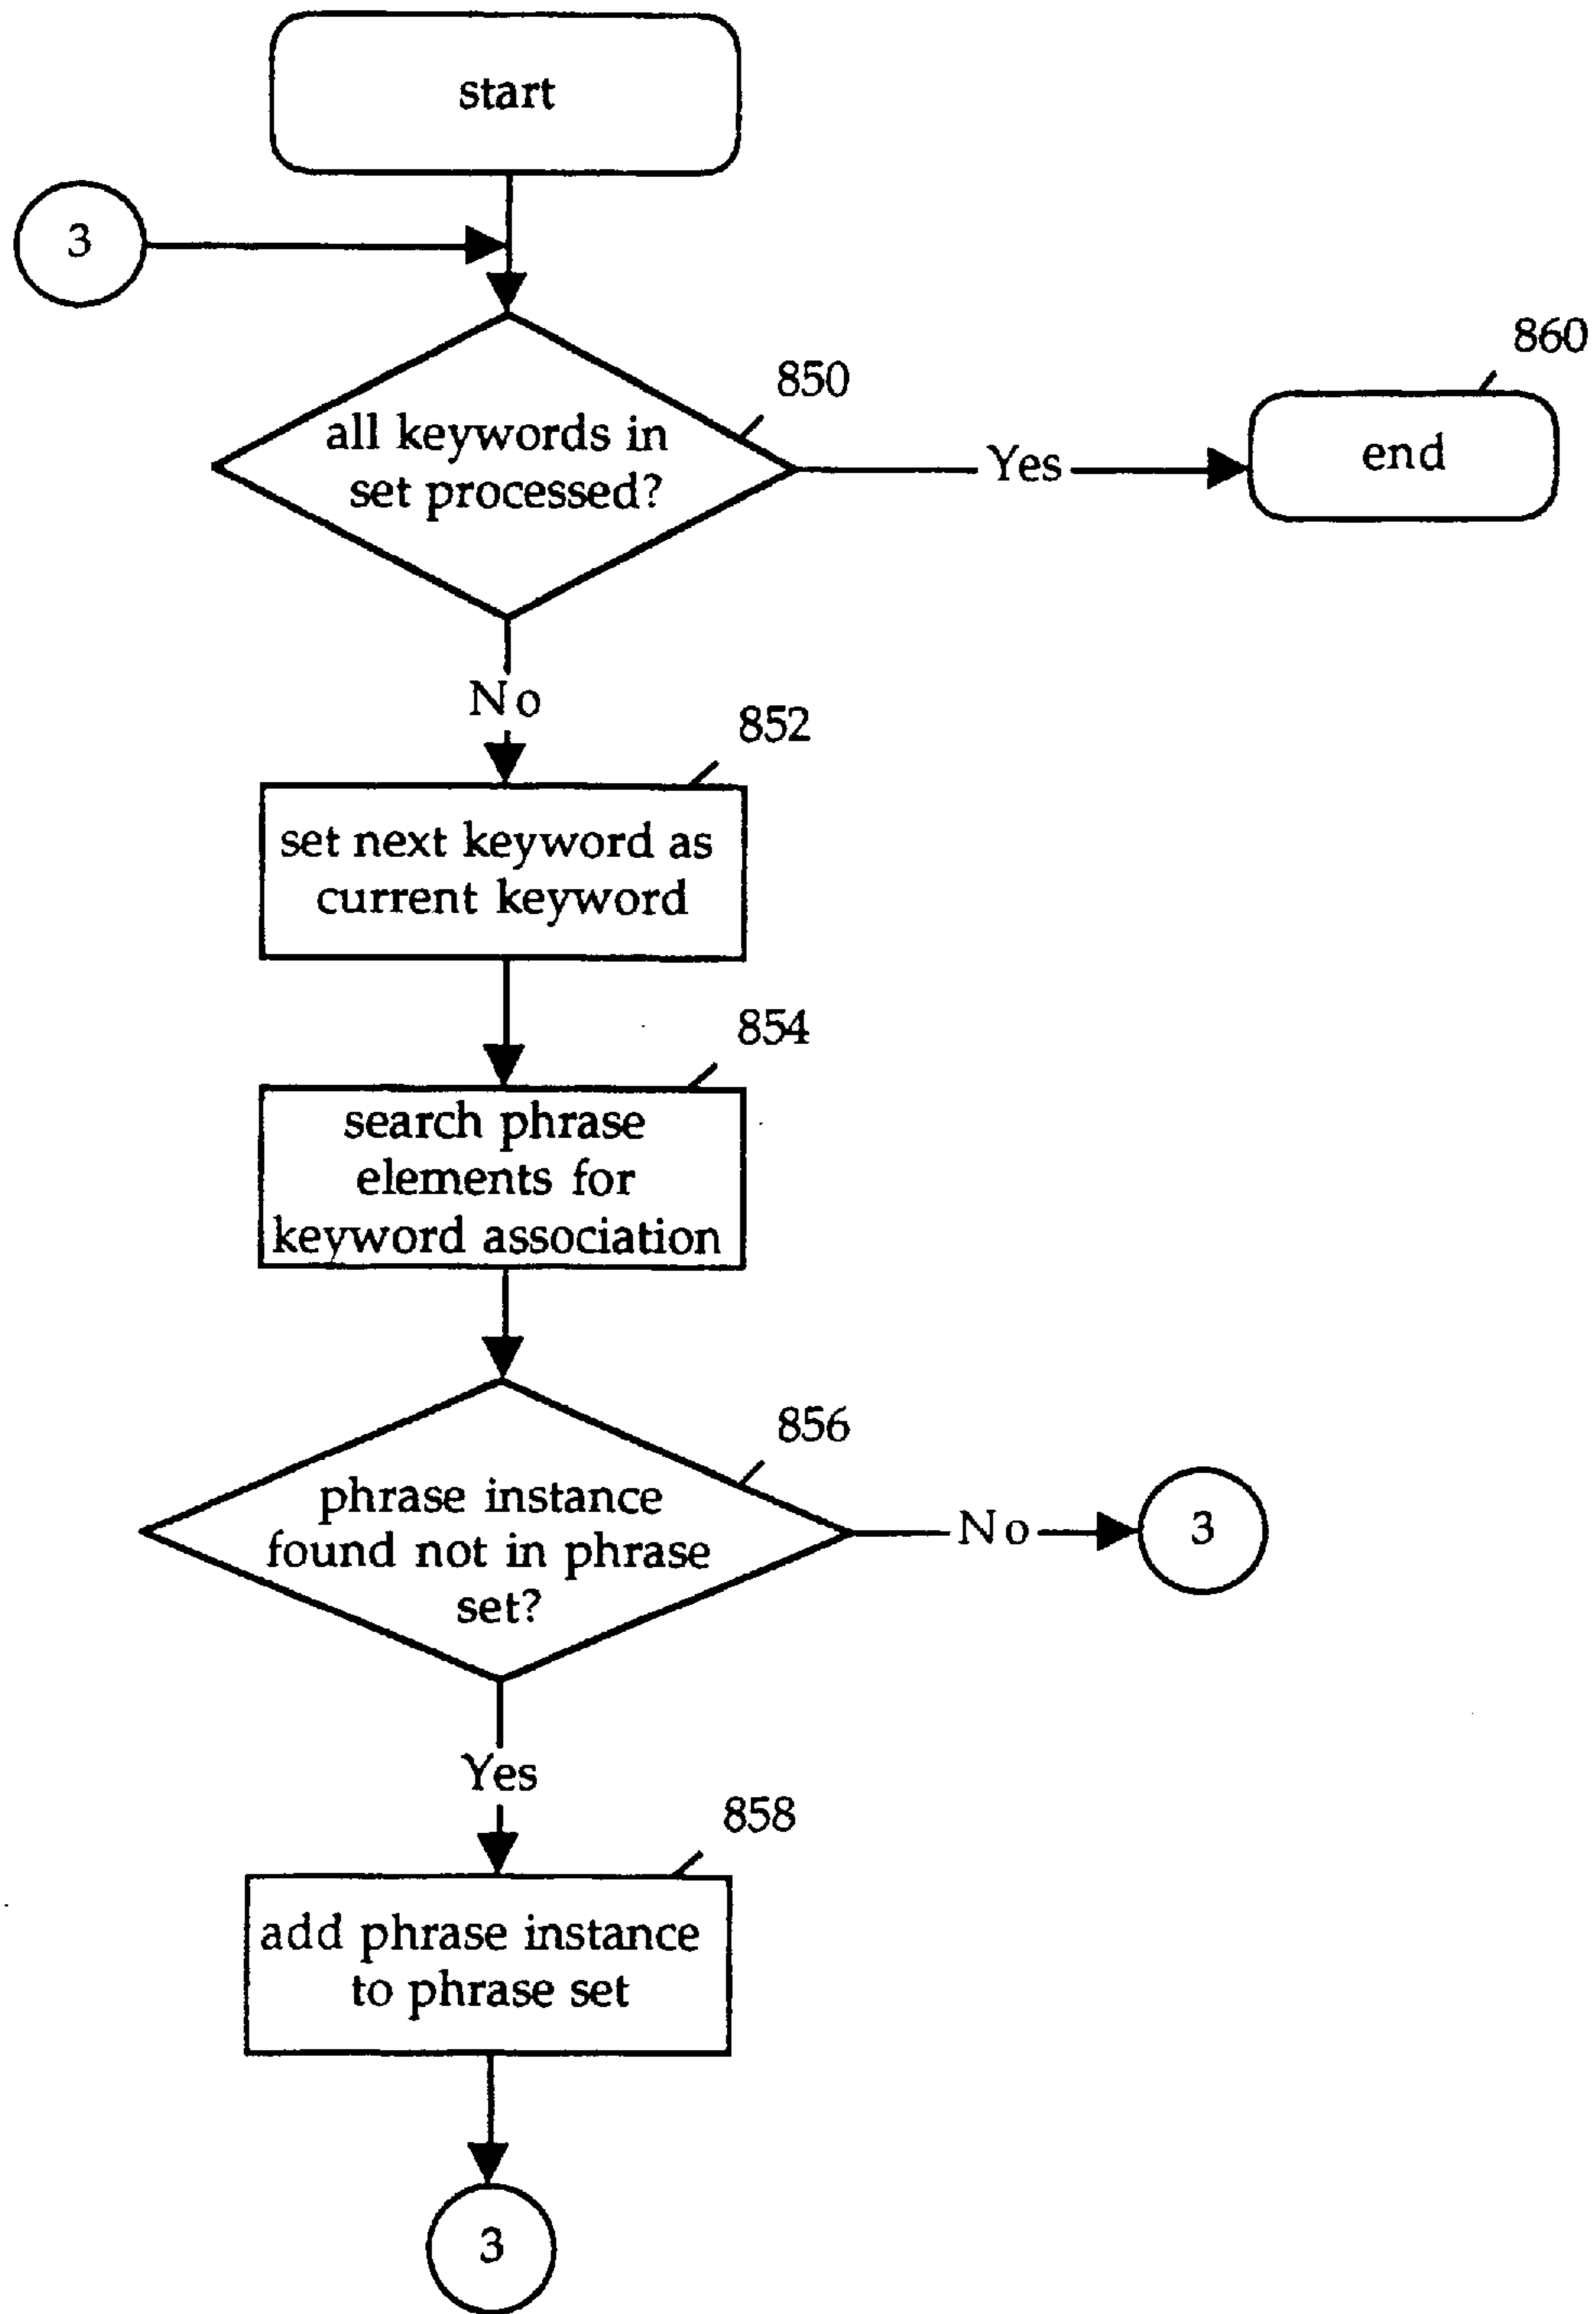 start
3
850
860
all keywords in
set processed?
Yes
end
No
852
set next keyword as
current keyword
854
search phrase
elements for
keyword association
856
phrase instance
found not in phrase
set?
No
3
Yes
858
add phrase instance
to phrase set
3